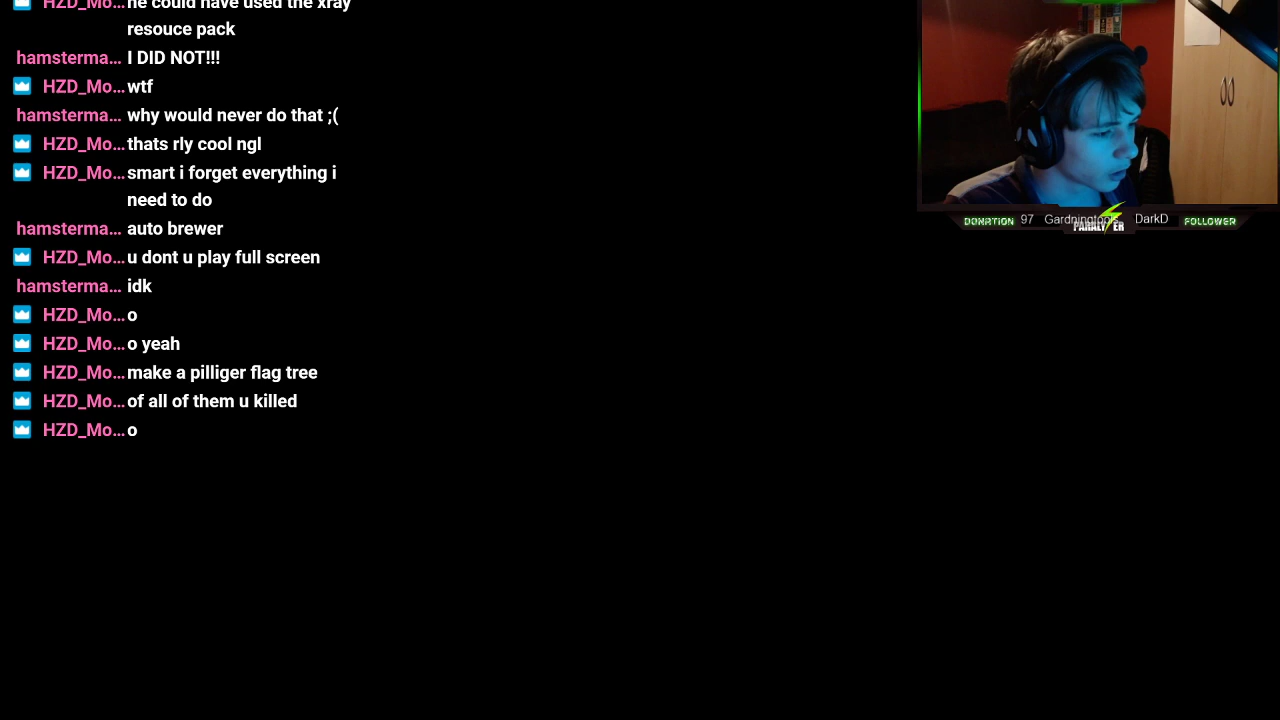 HZD_Mo... he could have used the xray
resouce pack
hamsterma... I DID NOT!!!
HZD_Mo... wtf
hamsterma... why would never do that ;(
HZD_Mo... thats rly cool ngl
HZD_Mo... smart i forget everything i
need to do
hamsterma... auto brewer
HZD_Mo... u dont u play full screen
hamsterma... idk
HZD_Mo... o
HZD_Mo... o yeah
HZD_Mo... make a pilliger flag tree
HZD_Mo... of all of them u killed
HZD_Mo... o
DONATION 97 Gardningtools DarkD FOLLOWER